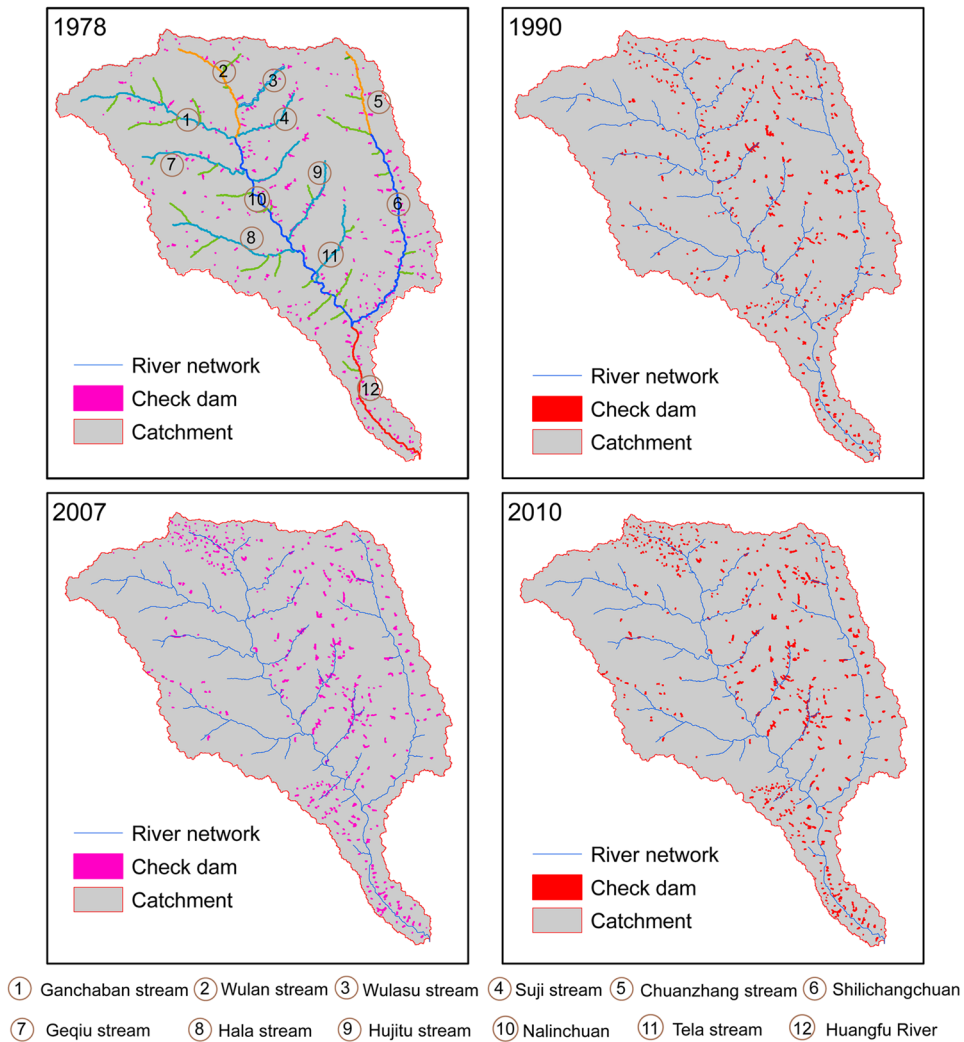 1978
1990
2
3
5
1
4
7
9
10
6
8
11
River network
River network
12
Check dam
Check dam
Catchment
Catchment
2007
2010
River network
River network
Check dam
Check dam
Catchment
Catchment
1 Ganchaban stream 2 Wulan stream 3 Wulasu stream 4 Suji stream 5 Chuanzhang stream 6 Shilichangchuan
7 Geqiu stream 8 Hala stream 9 Hujitu stream 10 Nalinchuan 11 Tela stream 12 Huangfu River